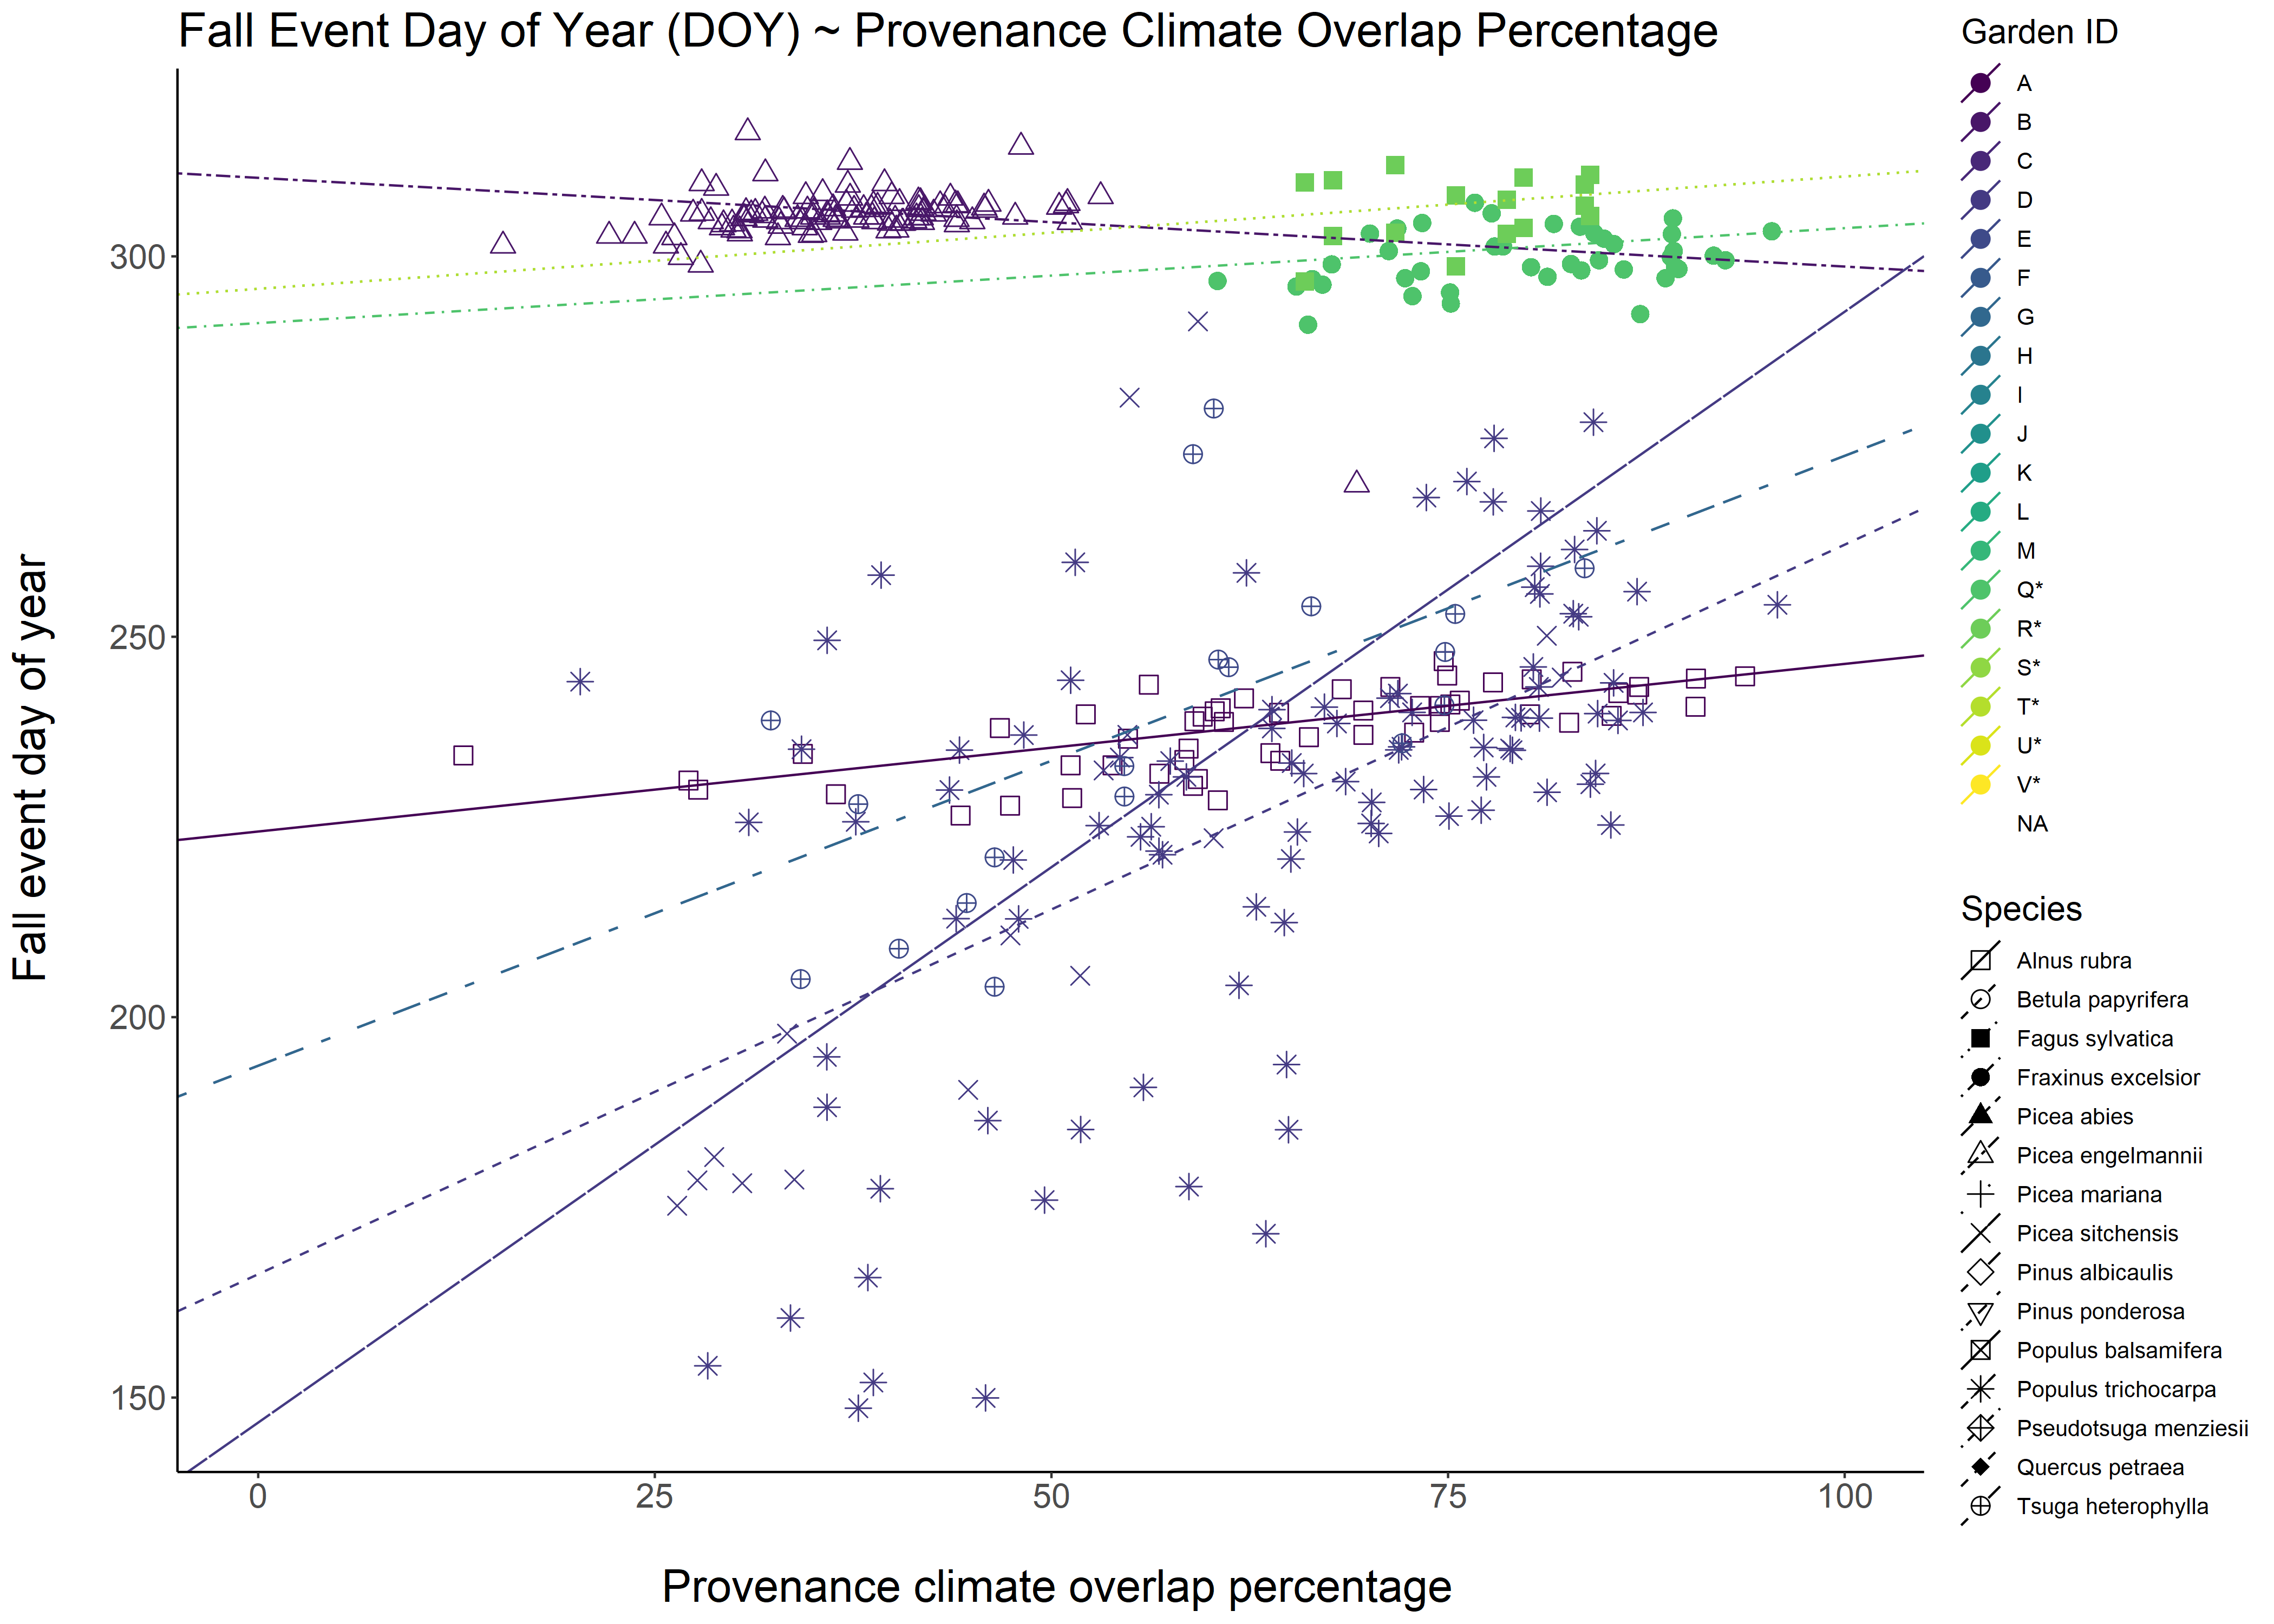 Fall Event Day of Year (DOY) ~ Provenance Climate Overlap Percentage
Fall event day of year
300
250
200
150
0
25
50
75
100
Provenance climate overlap percentage
Garden ID
A
B
C
D
E
F
G
H
I
J
K
L
M
Q*
R*
S*
T*
U*
V*
NA
Species
Alnus rubra
Betula papyrifera
Fagus sylvatica
Fraxinus excelsior
Picea abies
Picea engelmannii
Picea mariana
Picea sitchensis
Pinus albicaulis
Pinus ponderosa
Populus balsamifera
Populus trichocarpa
Pseudotsuga menziesii
Quercus petraea
Tsuga heterophylla